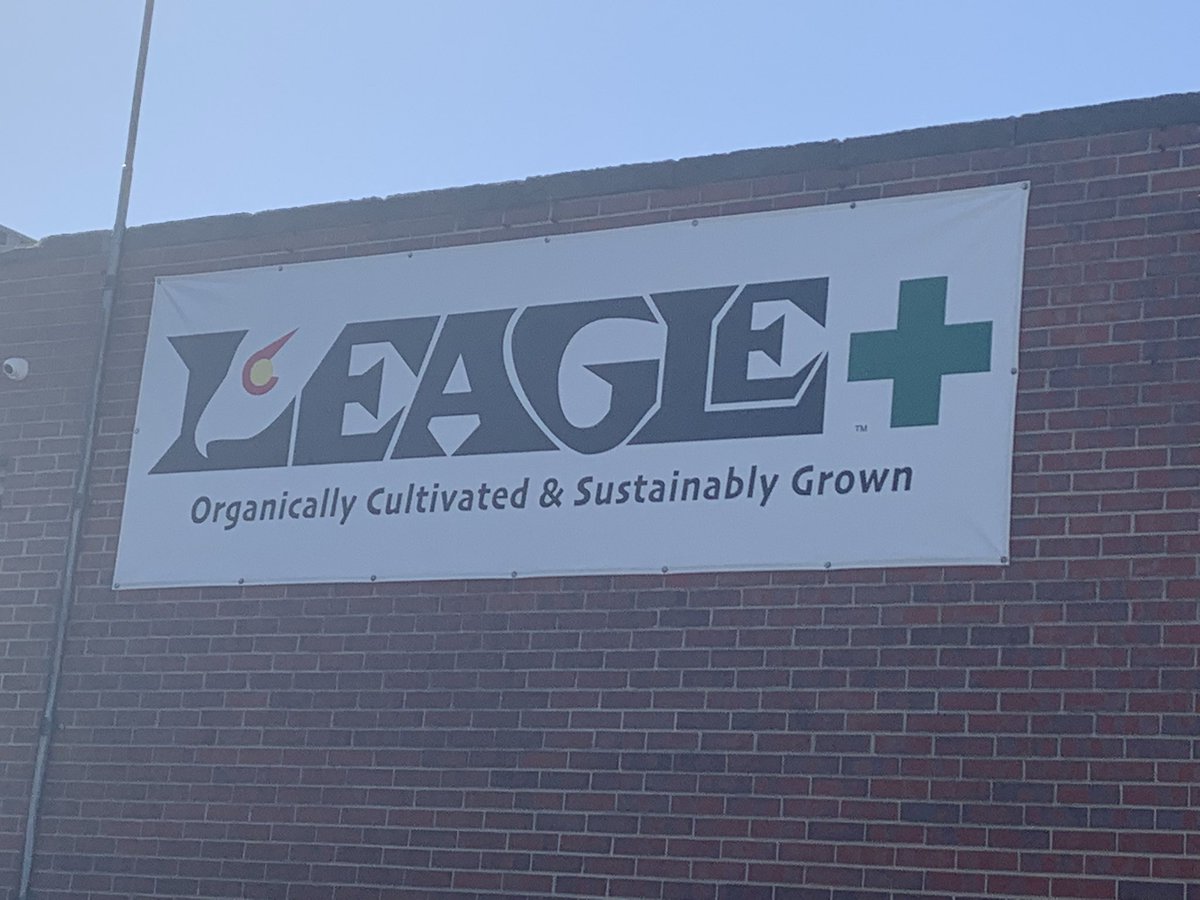 L'EAGLE
TM
Organically Cultivated & Sustainably Grown